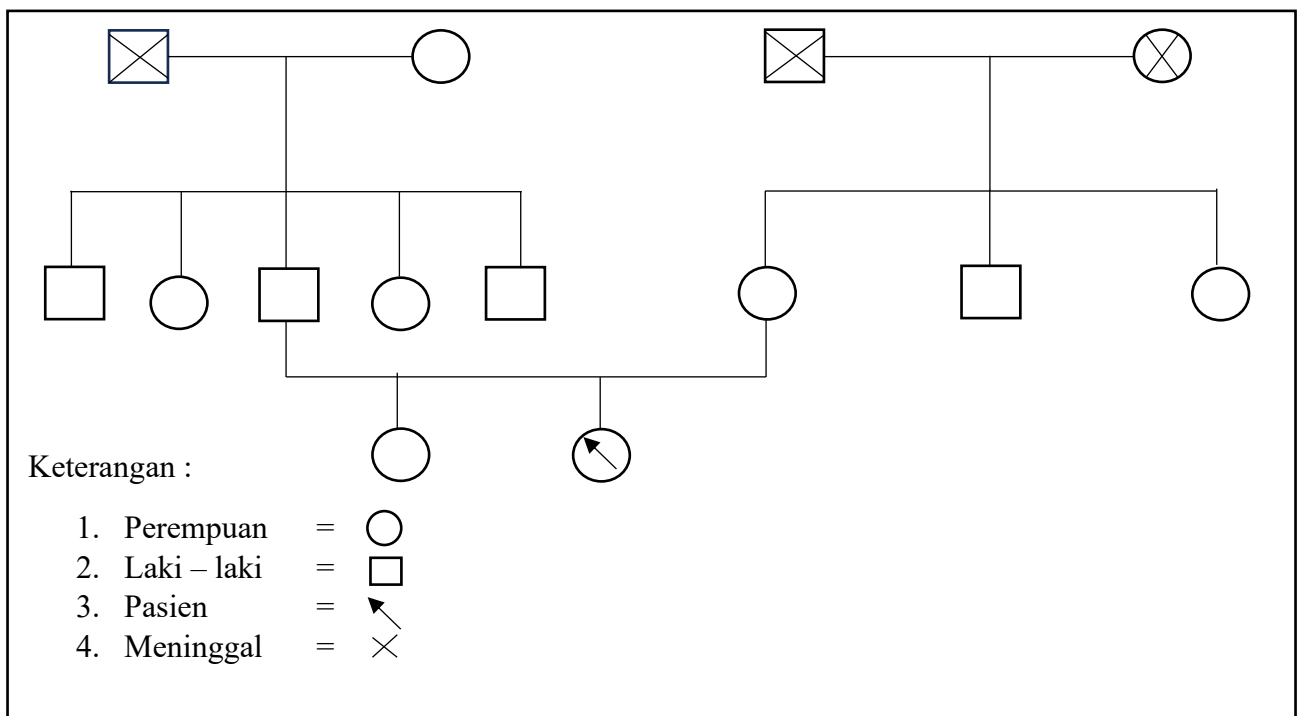 Keterangan :
1. Perempuan =
2. Laki – laki =
3. Pasien =
4. Meninggal =